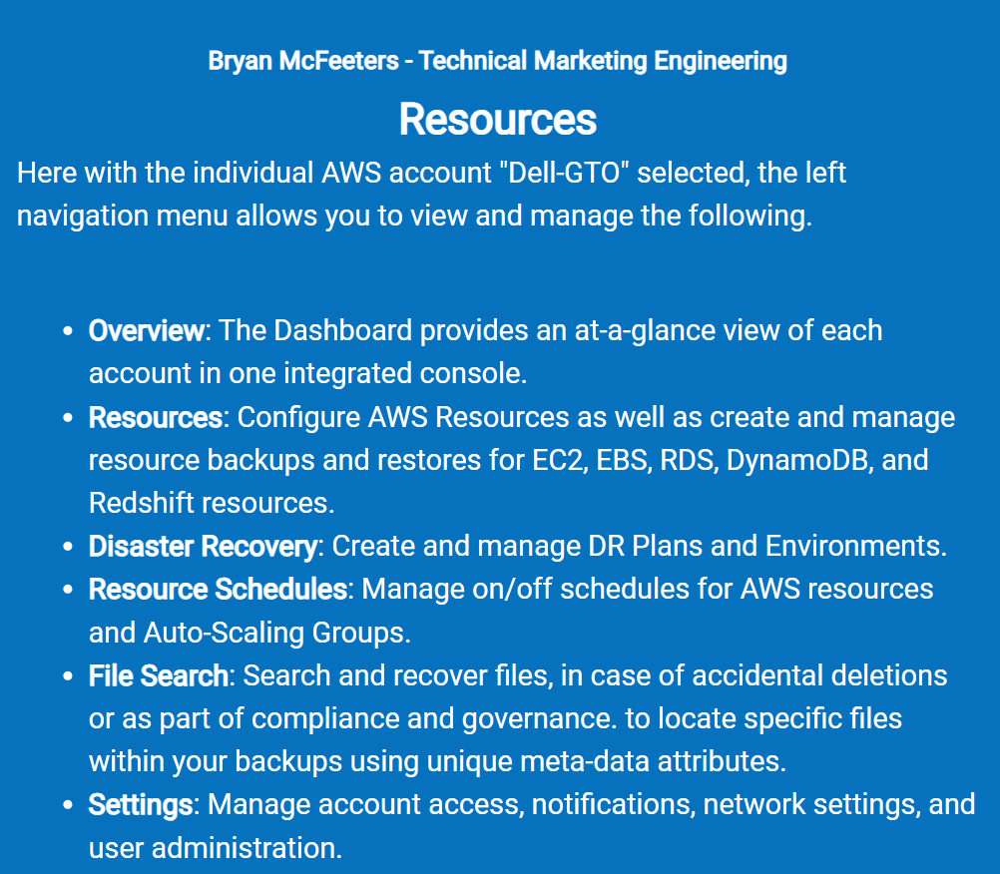 Bryan McFeeters - Technical Marketing Engineering
Resources
Here with the individual AWS account "Dell-GTO" selected, the left
navigation menu allows you to view and manage the following.
• Overview: The Dashboard provides an at-a-glance view of each
account in one integrated console.
• Resources: Configure AWS Resources as well as create and manage
resource backups and restores for EC2, EBS, RDS, DynamoDB, and
Redshift resources.
• Disaster Recovery: Create and manage DR Plans and Environments.
• Resource Schedules: Manage on/off schedules for AWS resources
and Auto-Scaling Groups.
• File Search: Search and recover files, in case of accidental deletions
or as part of compliance and governance. to locate specific files
within your backups using unique meta-data attributes.
• Settings: Manage account access, notifications, network settings, and
user administration.